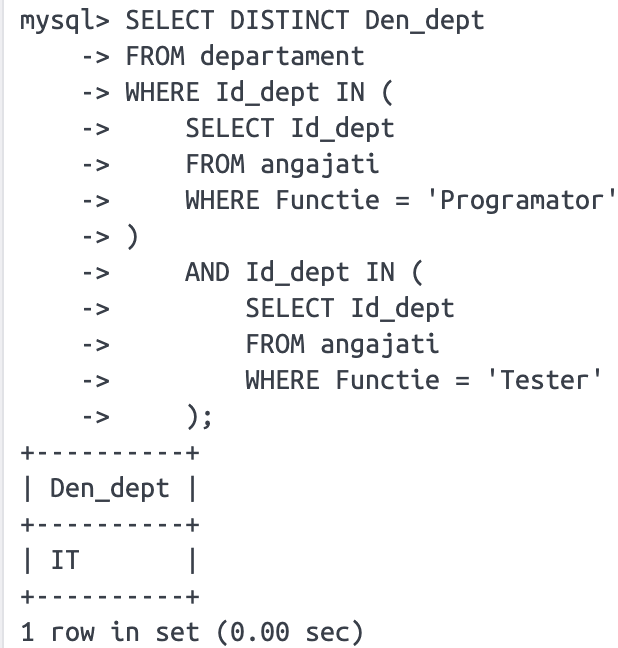 mysql> SELECT DISTINCT Den_dept
    -> FROM departament
    -> WHERE Id_dept IN (
    ->     SELECT Id_dept
    ->     FROM angajati
    ->     WHERE Functie = 'Programator'
    -> )
    ->     AND Id_dept IN (
    ->         SELECT Id_dept
    ->         FROM angajati
    ->         WHERE Functie = 'Tester'
    ->     );
+----------+
| Den_dept |
+----------+
| IT       |
+----------+
1 row in set (0.00 sec)